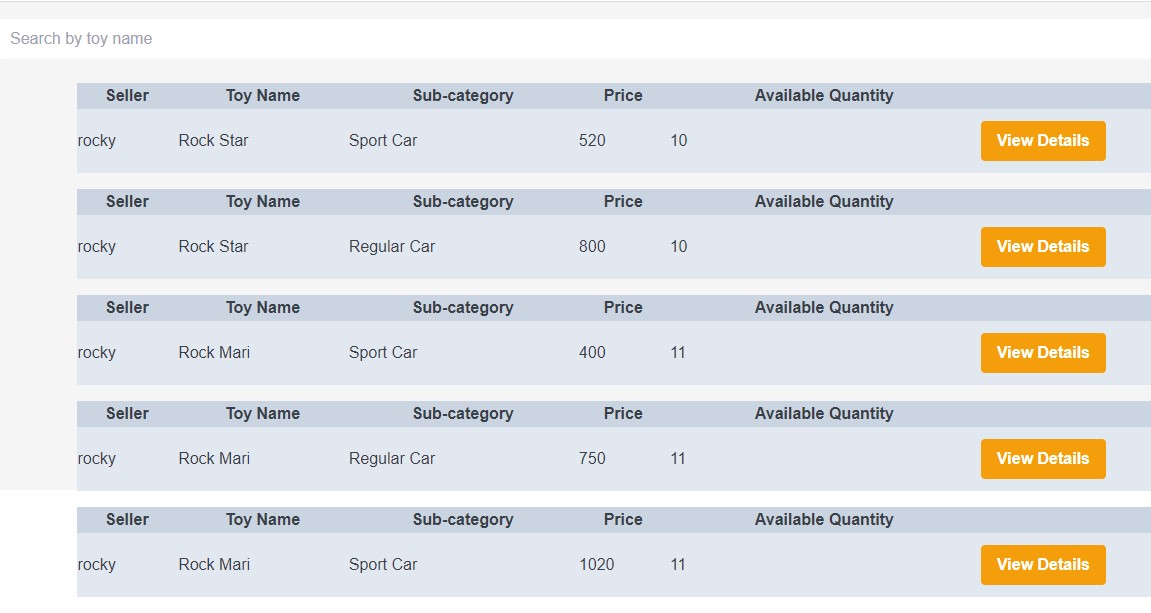 Search by toy name
Seller Toy Name Sub-category Price Available Quantity
rocky Rock Star Sport Car 520 10 View Details
Seller Toy Name Sub-category Price Available Quantity
rocky Rock Star Regular Car 800 10 View Details
Seller Toy Name Sub-category Price Available Quantity
rocky Rock Mari Sport Car 400 11 View Details
Seller Toy Name Sub-category Price Available Quantity
rocky Rock Mari Regular Car 750 11 View Details
Seller Toy Name Sub-category Price Available Quantity
rocky Rock Mari Sport Car 1020 11 View Details